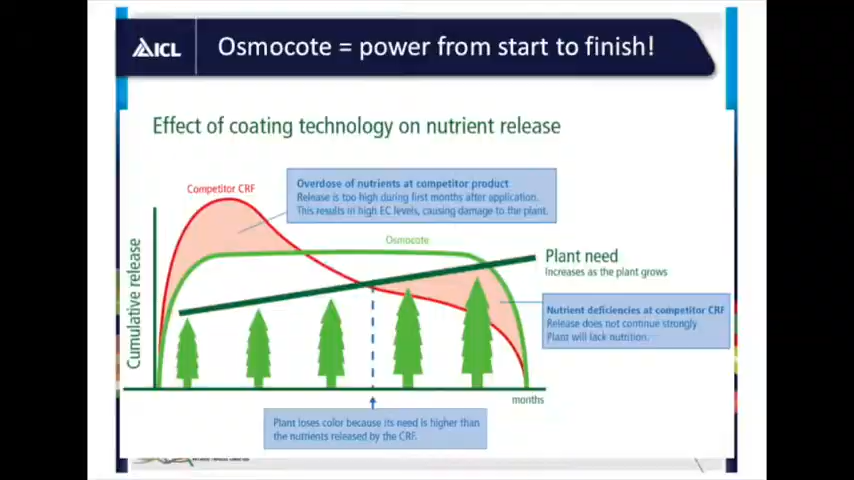 ICL
Osmocote = power from start to finish!
Effect of coating technology on nutrient release
Competitor CRF
Overdose of nutrients at competitor product
Release is too high during first months after application.
This results in high EC levels, causing damage to the plant.
Osmocote
Plant need
Increases as the plant grows
Cumulative release
Nutrient deficiencies at competitor CRF
Release does not continue strongly
Plant will lack nutrition.
months
Plant loses color because its need is higher than
the nutrients released by the CRF.